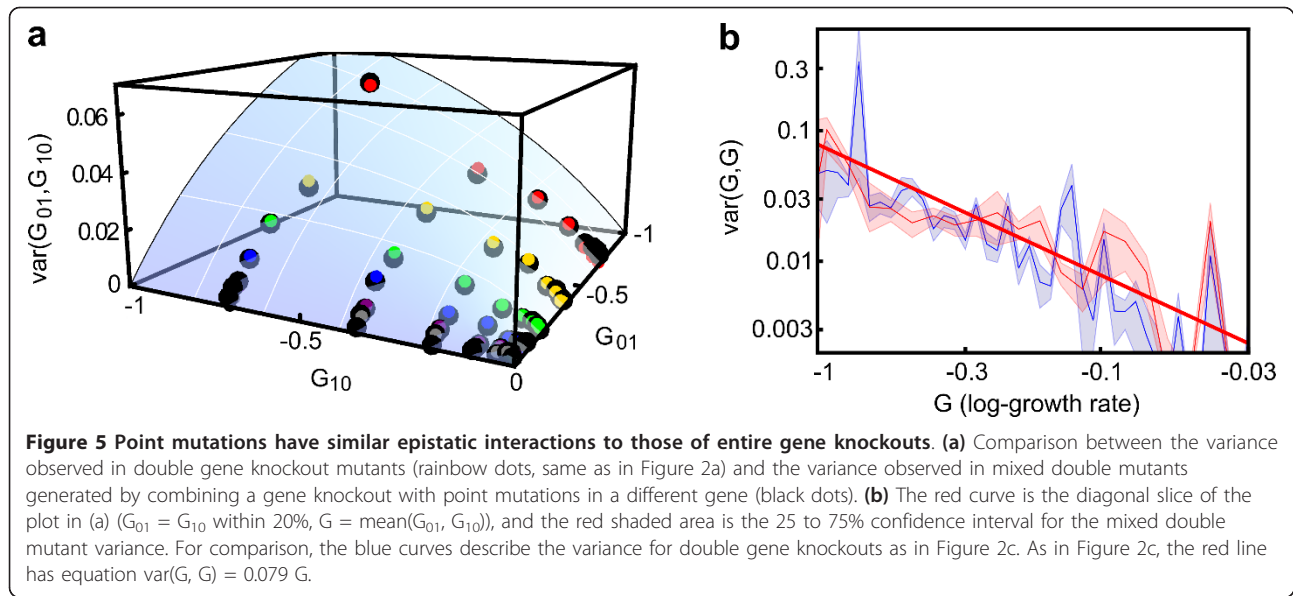 a
var(G01,G10)
0.06
0.04
0.02
0
-1
-0.5
0
G10
-1
-0.5
G01
b
var(G,G)
0.3
0.1
0.03
0.01
0.003
-1
-0.3
-0.1
-0.03
G (log-growth rate)
Figure 5 Point mutations have similar epistatic interactions to those of entire gene knockouts. (a) Comparison between the variance
observed in double gene knockout mutants (rainbow dots, same as in Figure 2a) and the variance observed in mixed double mutants
generated by combining a gene knockout with point mutations in a different gene (black dots). (b) The red curve is the diagonal slice of the
plot in (a) (G01 = G10 within 20%, G = mean(G01, G10)), and the red shaded area is the 25 to 75% confidence interval for the mixed double
mutant variance. For comparison, the blue curves describe the variance for double gene knockouts as in Figure 2c. As in Figure 2c, the red line
has equation var(G, G) = 0.079 G.